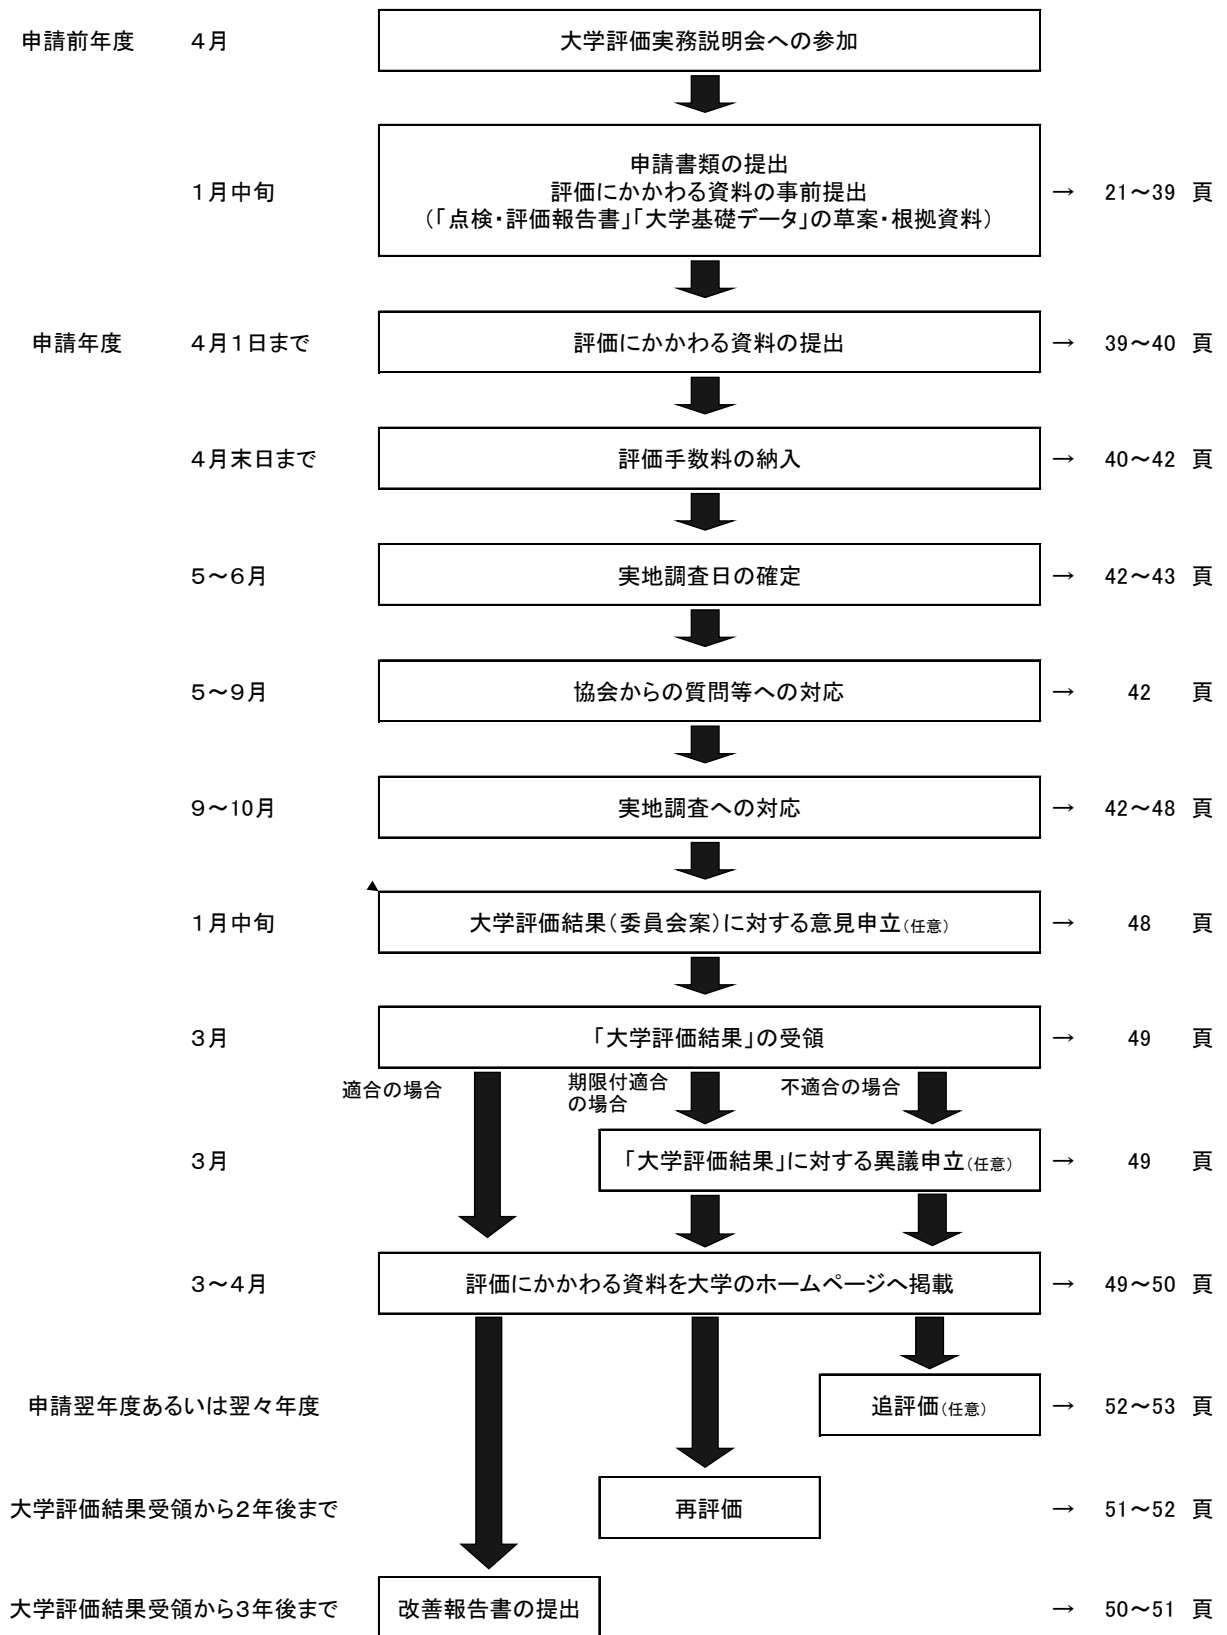 申請前年度 4月 大学評価実務説明会への参加
申請書類の提出
1月中旬 評価にかかわる資料の事前提出 → 21～39 頁
(「点検・評価報告書」「大学基礎データ」の草案・根拠資料)
申請年度 4月1日まで 評価にかかわる資料の提出 → 39～40 頁
4月末日まで 評価手数料の納入 → 40～42 頁
5～6月 実地調査日の確定 → 42～43 頁
5～9月 協会からの質問等への対応 → 42 頁
9～10月 実地調査への対応 → 42～48 頁
1月中旬 大学評価結果(委員会案)に対する意見申立(任意) → 48 頁
3月 「大学評価結果」の受領 → 49 頁
適合の場合 期限付適合の場合 不適合の場合
3月 「大学評価結果」に対する異議申立(任意) → 49 頁
3～4月 評価にかかわる資料を大学のホームページへ掲載 → 49～50 頁
申請翌年度あるいは翌々年度 追評価(任意) → 52～53 頁
大学評価結果受領から2年後まで 再評価 → 51～52 頁
大学評価結果受領から3年後まで 改善報告書の提出 → 50～51 頁